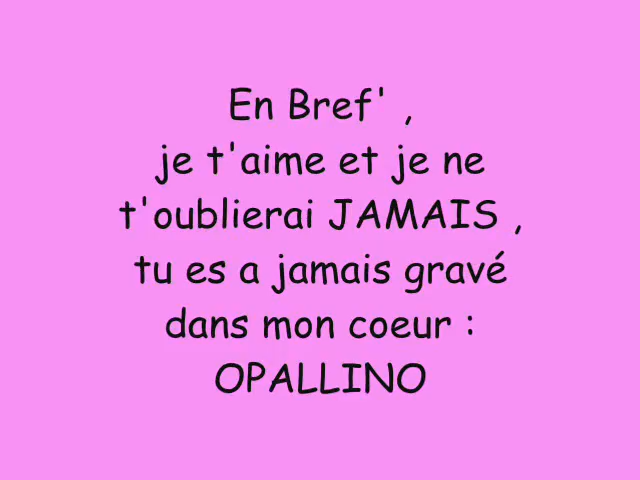 En Bref' ,
je t'aime et je ne
t'oublierai JAMAIS ,
tu es a jamais gravé
dans mon coeur :
OPALLINO